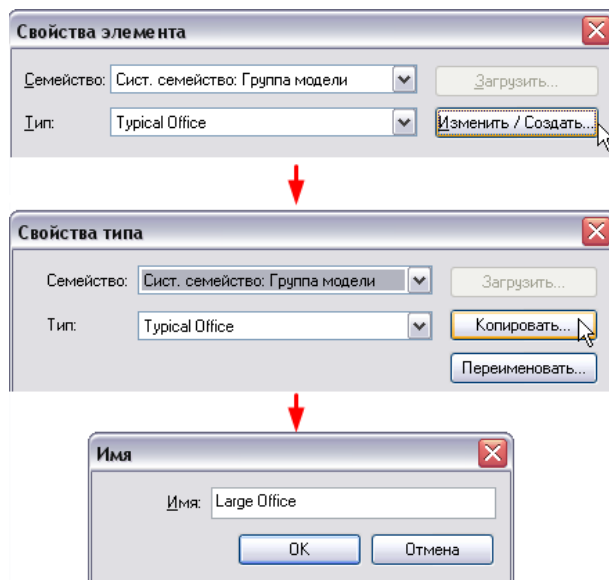 Свойства элемента
Семейство: Сист. семейство: Группа модели Загрузить...
Тип: Typical Office Изменить / Создать...
Свойства типа
Семейство: Сист. семейство: Группа модели Загрузить...
Тип: Typical Office Копировать...
Переименовать...
Имя
Имя: Large Office
OK Отмена